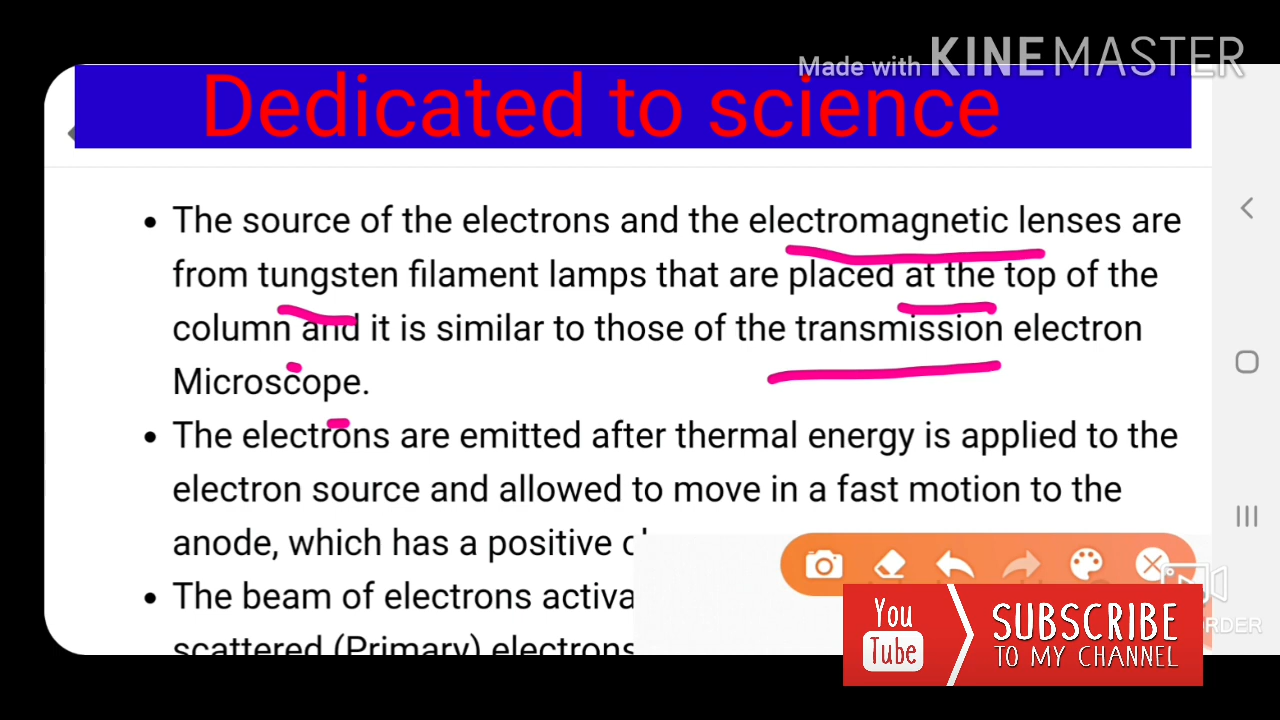 Made with KINEMASTER
Dedicated to science
• The source of the electrons and the electromagnetic lenses are
from tungsten filament lamps that are placed at the top of the
column and it is similar to those of the transmission electron
Microscope.
• The electrons are emitted after thermal energy is applied to the
electron source and allowed to move in a fast motion to the
anode, which has a positive
• The beam of electrons
scattered (Primary) electrons
You
Tube
SUBSCRIBE
TO MY CHANNEL